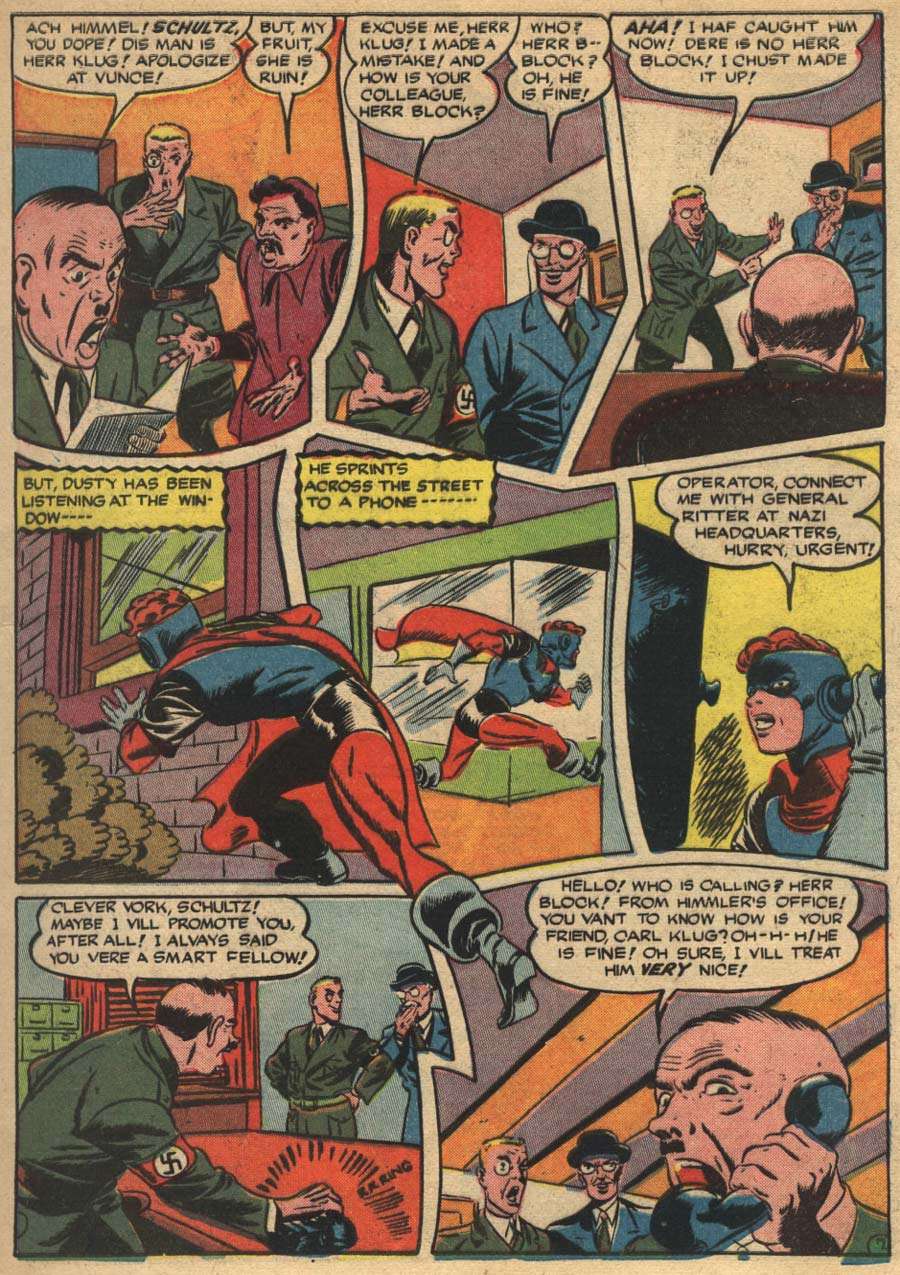 ACH HIMMEL! SCHULTZ,
YOU DOPE! DIS MAN IS
HERR KLUG! APOLOGIZE
AT VUNCE!
BUT, MY
FRUIT,
SHE IS
RUIN!
EXCUSE ME, HERR
KLUG! I MADE A
MISTAKE! AND
HOW IS YOUR
COLLEAGUE,
HERR BLOCK?
WHO?
HERR B--
BLOCK?
OH, HE
IS FINE!
AHA! I HAF CAUGHT HIM
NOW! DERE IS NO HERR
BLOCK! I CHUST MADE
IT UP!
BUT, DUSTY HAS BEEN
LISTENING AT THE WIN-
DOW----
HE SPRINTS
ACROSS THE STREET
TO A PHONE-------
OPERATOR, CONNECT
ME WITH GENERAL
RITTER AT NAZI
HEADQUARTERS,
HURRY, URGENT!
CLEVER VORK, SCHULTZ!
MAYBE I VILL PROMOTE YOU,
AFTER ALL! I ALVAYS SAID
YOU VERE A SMART FELLOW!
R-R-RING
HELLO! WHO IS CALLING? HERR
BLOCK! FROM HIMMLER'S OFFICE!
YOU VANT TO KNOW HOW IS YOUR
FRIEND, CARL KLUG? OH-H-H! HE
IS FINE! OH SURE, I VILL TREAT
HIM VERY NICE!